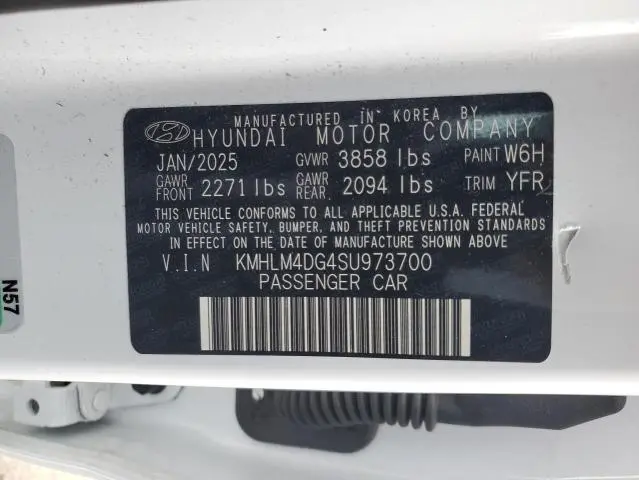 MANUFACTURED IN KOREA BY
HYUNDAI MOTOR COMPANY
JAN/2025 GVWR 3858 lbs PAINT W6H
GAWR FRONT 2271 lbs GAWR REAR. 2094 lbs TRIM YFR
THIS VEHICLE CONFORMS TO ALL APPLICABLE U.S.A. FEDERAL
MOTOR VEHICLE SAFETY, BUMPER, AND THEFT PREVENTION STANDARDS
IN EFFECT ON THE DATE OF MANUFACTURE SHOWN ABOVE
V.I.N KMHLM4DG4SU973700
PASSENGER CAR
N57